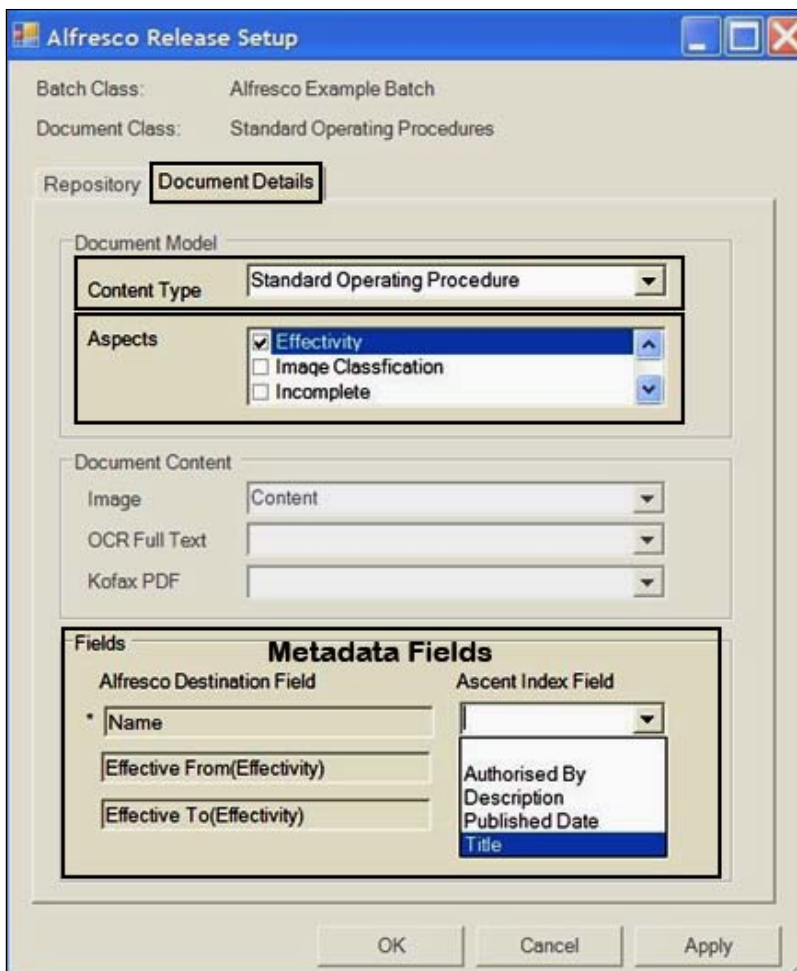 Alfresco Release Setup
Batch Class: Alfresco Example Batch
Document Class: Standard Operating Procedures
Repository Document Details
Document Model
Content Type Standard Operating Procedure
Aspects Effectivity
Image Classfication
Incomplete
Document Content
Image Content
OCR Full Text
Kofax PDF
Fields Metadata Fields
Alfresco Destination Field Ascent Index Field
* Name
Effective From(Effectivity)
Effective To(Effectivity)
Authorised By
Description
Published Date
Title
OK Cancel Apply